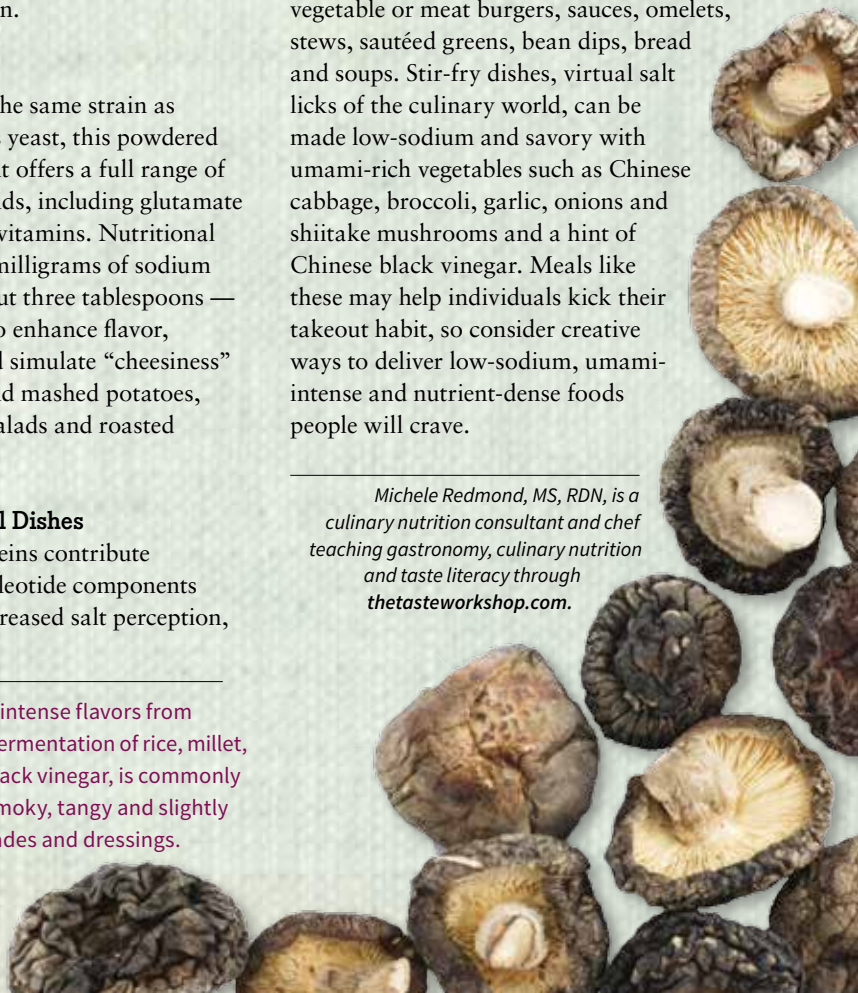 n.
he same strain as
yeast, this powdered
t offers a full range of
ds, including glutamate
vitamins. Nutritional
milligrams of sodium
ut three tablespoons —
o enhance flavor,
l simulate “cheesiness”
d mashed potatoes,
alads and roasted
l Dishes
eins contribute
leotide components
reased salt perception,
intense flavors from
ermentation of rice, millet,
ack vinegar, is commonly
moky, tangy and slightly
ades and dressings.
vegetable or meat burgers, sauces, omelets,
stews, sautéed greens, bean dips, bread
and soups. Stir-fry dishes, virtual salt
licks of the culinary world, can be
made low-sodium and savory with
umami-rich vegetables such as Chinese
cabbage, broccoli, garlic, onions and
shiitake mushrooms and a hint of
Chinese black vinegar. Meals like
these may help individuals kick their
takeout habit, so consider creative
ways to deliver low-sodium, umami-
intense and nutrient-dense foods
people will crave.
Michele Redmond, MS, RDN, is a
culinary nutrition consultant and chef
teaching gastronomy, culinary nutrition
and taste literacy through
thetasteworkshop.com.